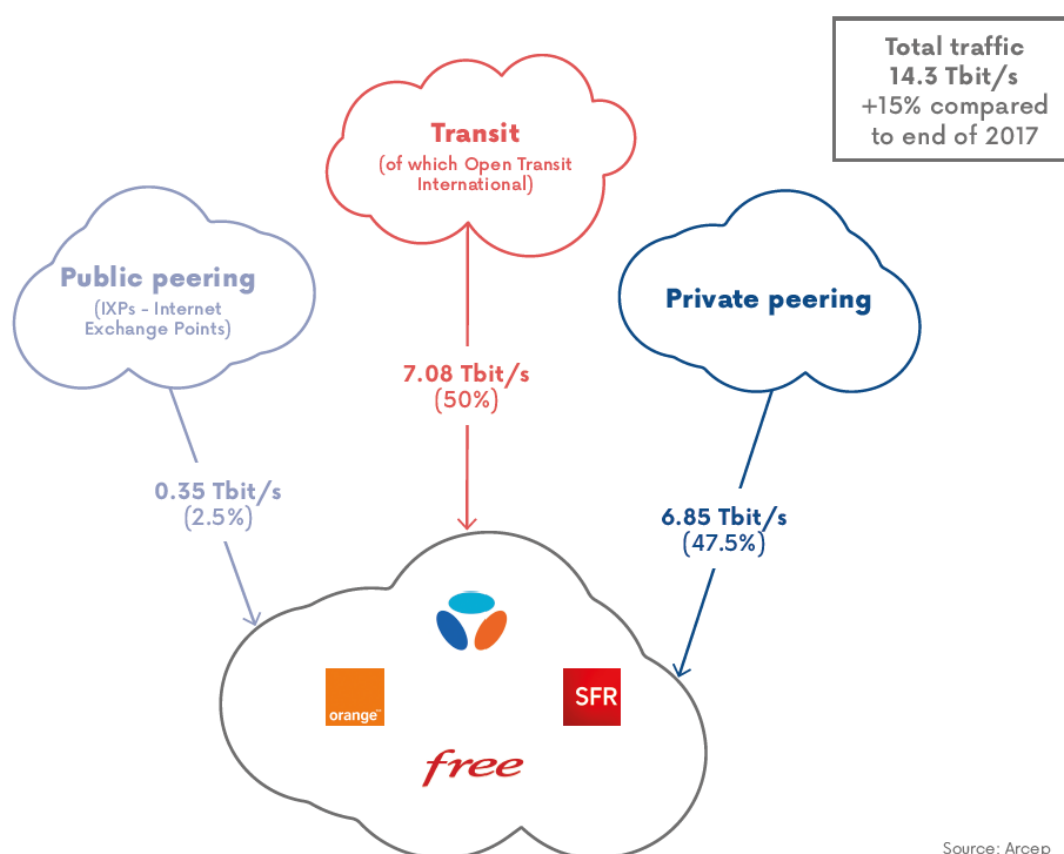 Total traffic
14.3 Tbit/s
+15% compared
to end of 2017
Transit
(of which Open Transit
International)
Public peering
(IXPs - Internet
Exchange Points)
Private peering
7.08 Tbit/s
(50%)
0.35 Tbit/s
(2.5%)
6.85 Tbit/s
(47.5%)
orange™
SFR
free
Source: Arcep